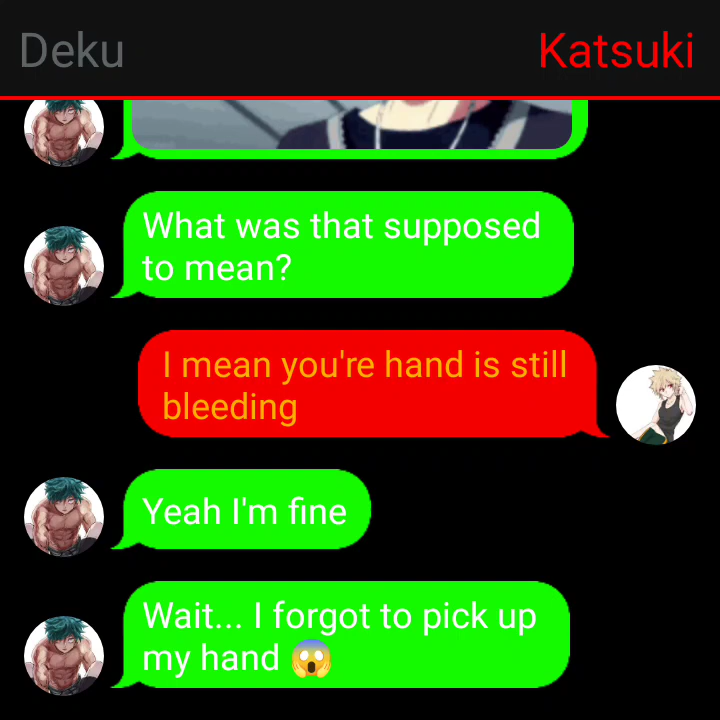 Deku
Katsuki
What was that supposed
to mean?
I mean you're hand is still
bleeding
Yeah I'm fine
Wait... I forgot to pick up
my hand 😱